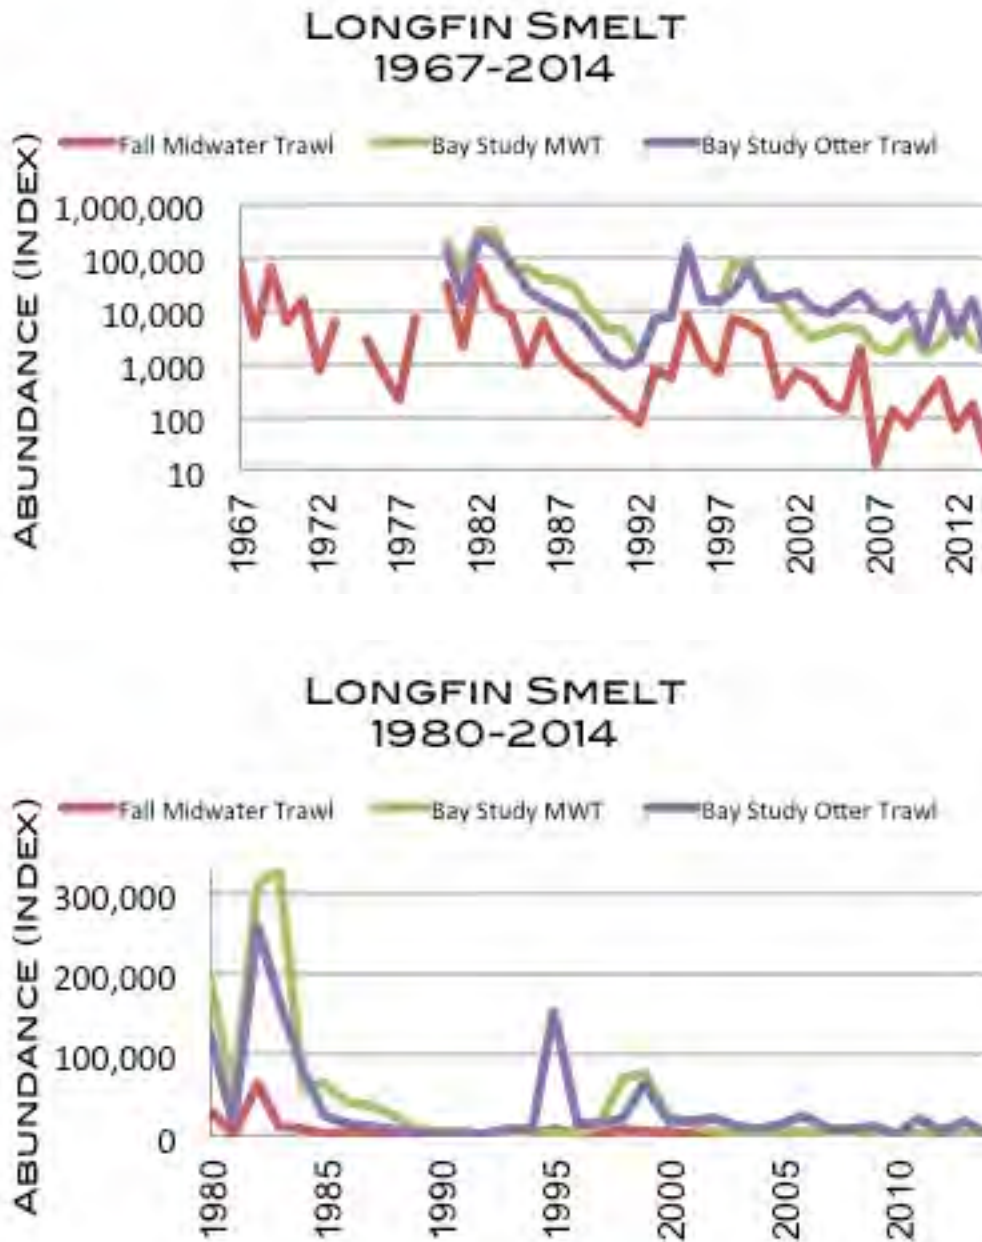 LONGFIN SMELT
1967-2014
Fall Midwater Trawl Bay Study MWT Bay Study Otter Trawl
ABUNDANCE (INDEX)
1,000,000
100,000
10,000
1,000
100
10
1967 1972 1977 1982 1987 1992 1997 2002 2007 2012
LONGFIN SMELT
1980-2014
Fall Midwater Trawl Bay Study MWT Bay Study Otter Trawl
ABUNDANCE (INDEX)
300,000
200,000
100,000
0
1980 1985 1990 1995 2000 2005 2010